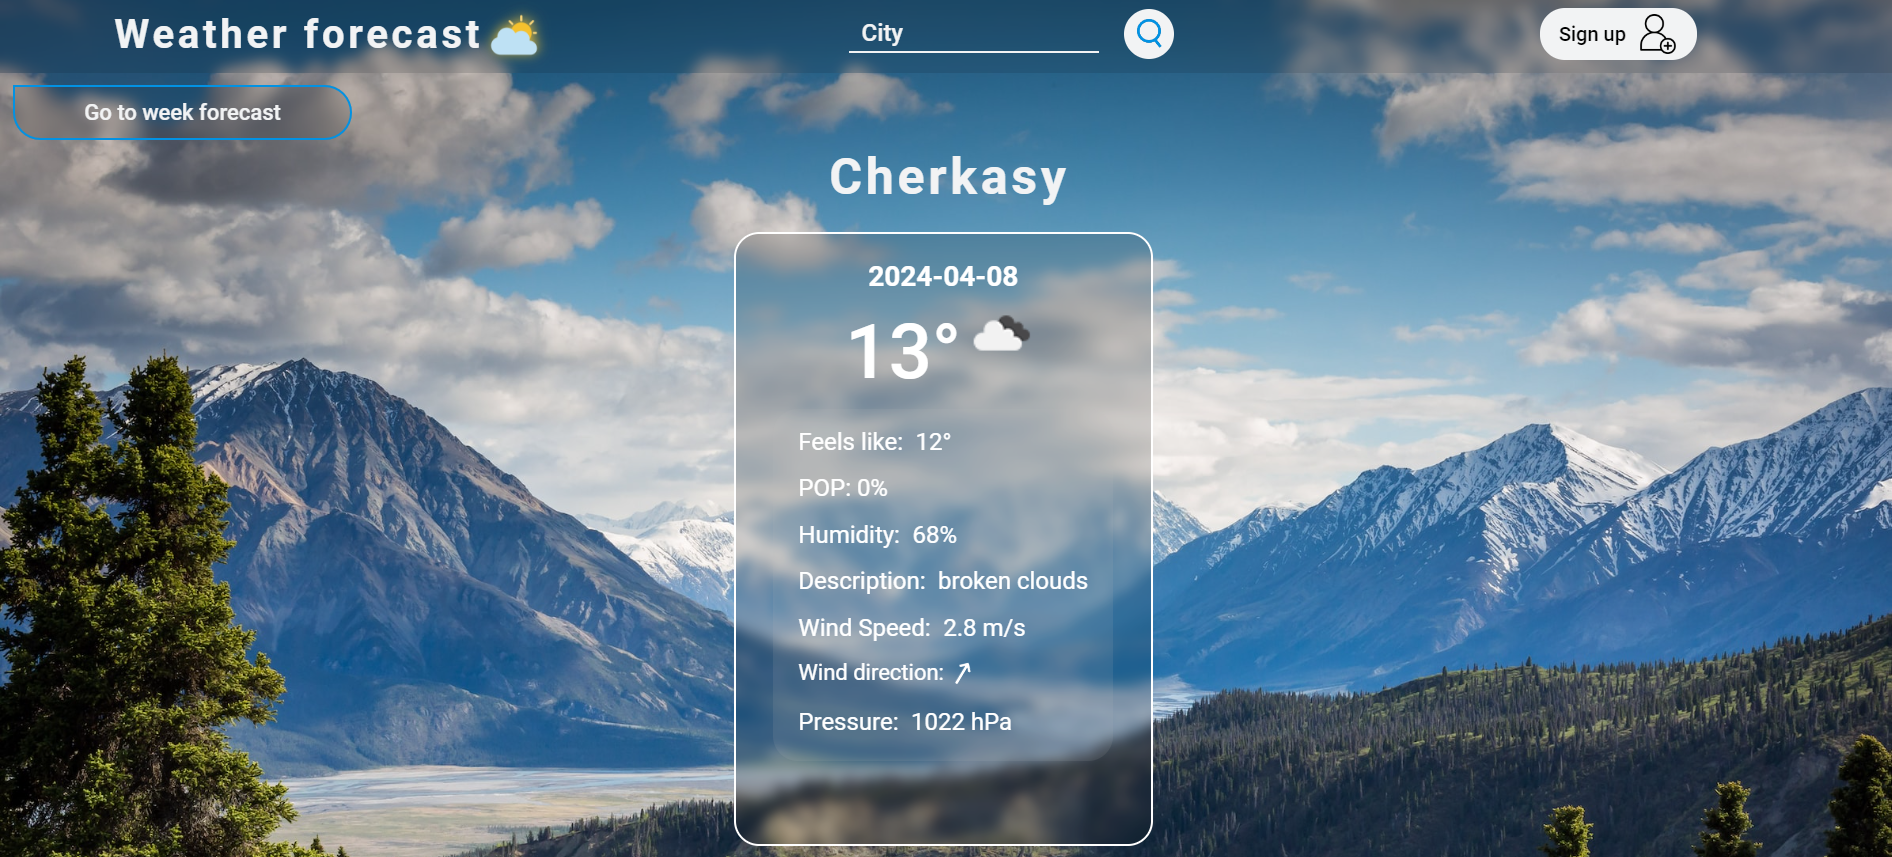 Weather forecast
City
Sign up
Go to week forecast
Cherkasy
2024-04-08
13°
Feels like: 12°
POP: 0%
Humidity: 68%
Description: broken clouds
Wind Speed: 2.8 m/s
Wind direction:
Pressure: 1022 hPa